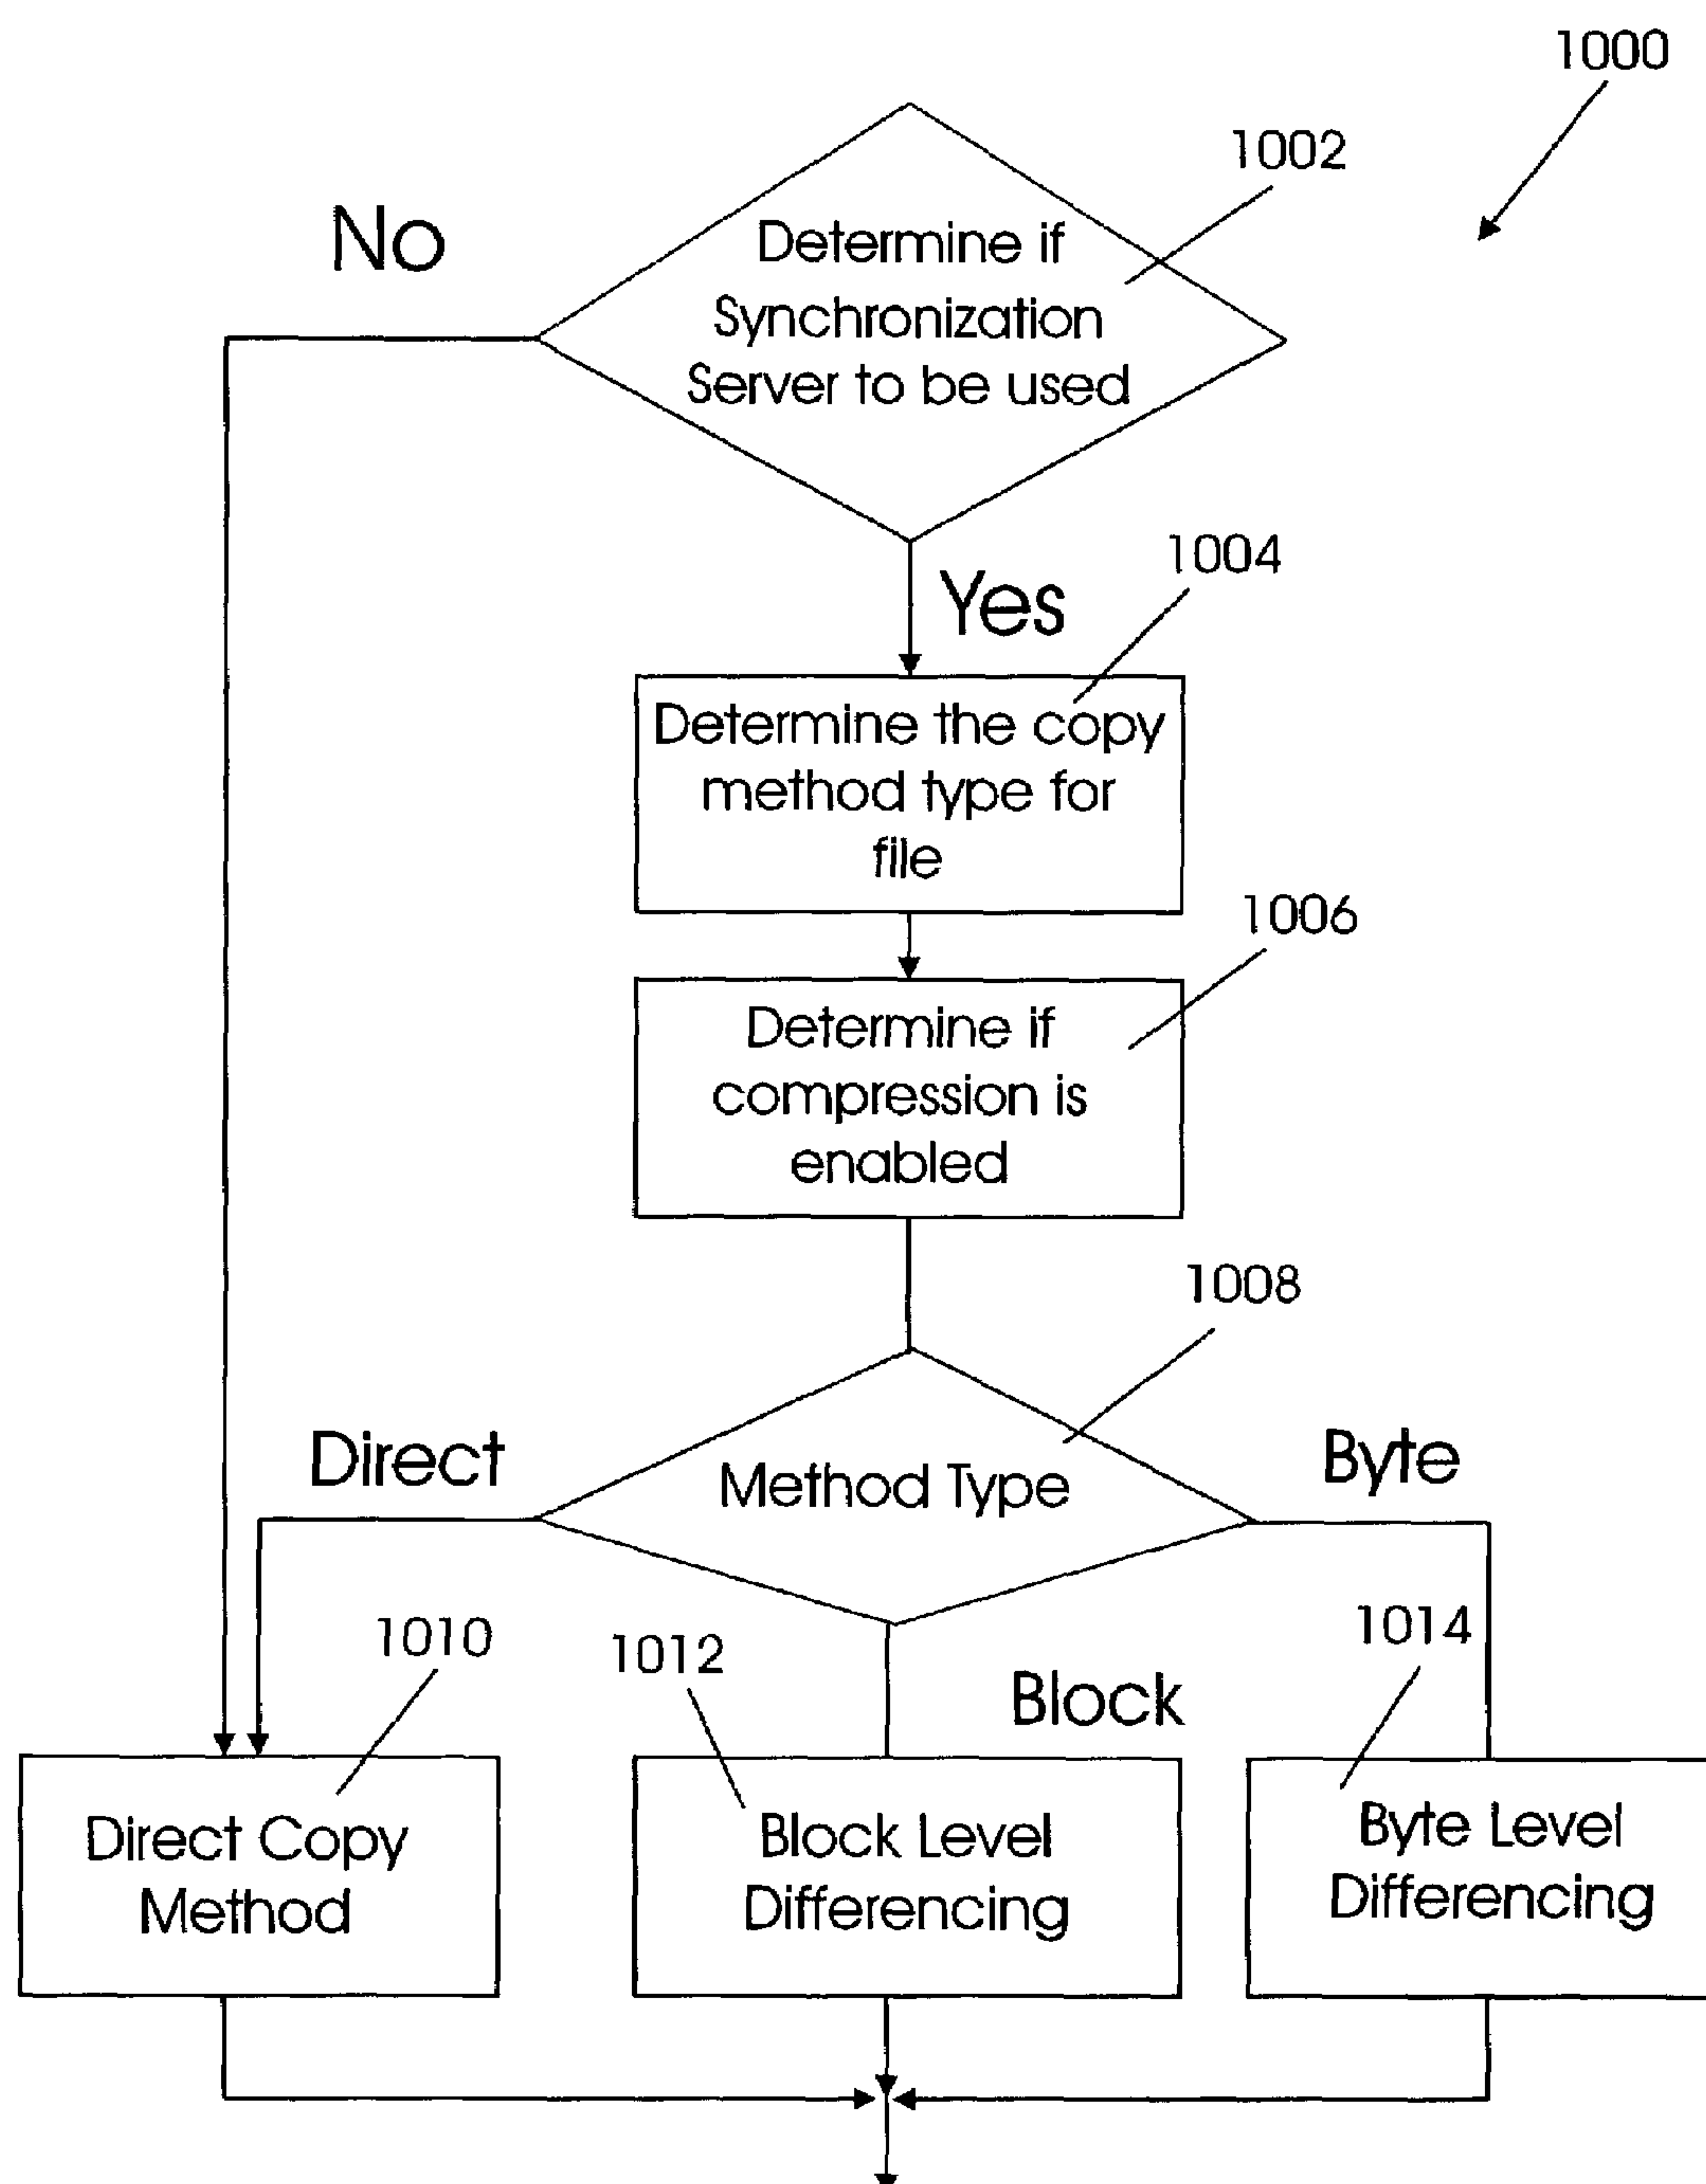 1000
1002
No
Determine if
Synchronization
Server to be used
1004
Yes
Determine the copy
method type for
file
1006
Determine if
compression is
enabled
1008
Direct
Method Type
Byte
1010
1012
1014
Block
Direct Copy
Method
Block Level
Differencing
Byte Level
Differencing